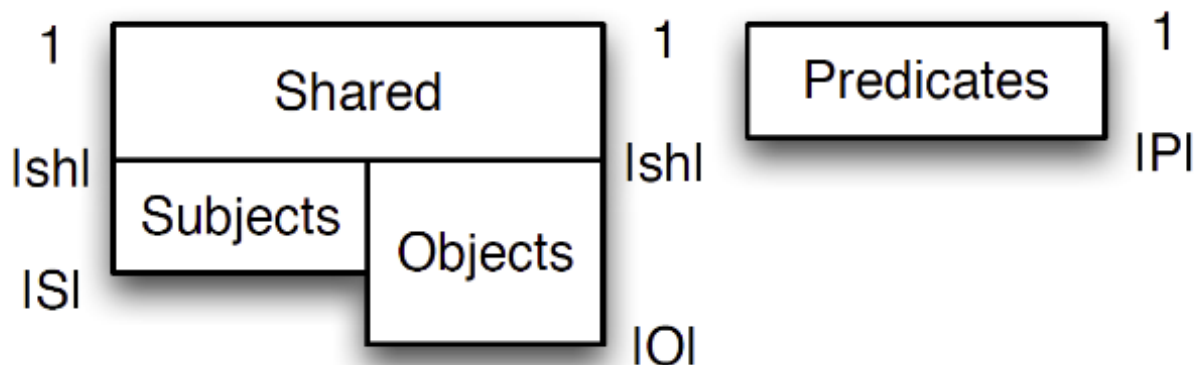 1
Shared
1
Predicates
1
|sh|
Subjects
Objects
|sh|
|P|
|S|
|O|